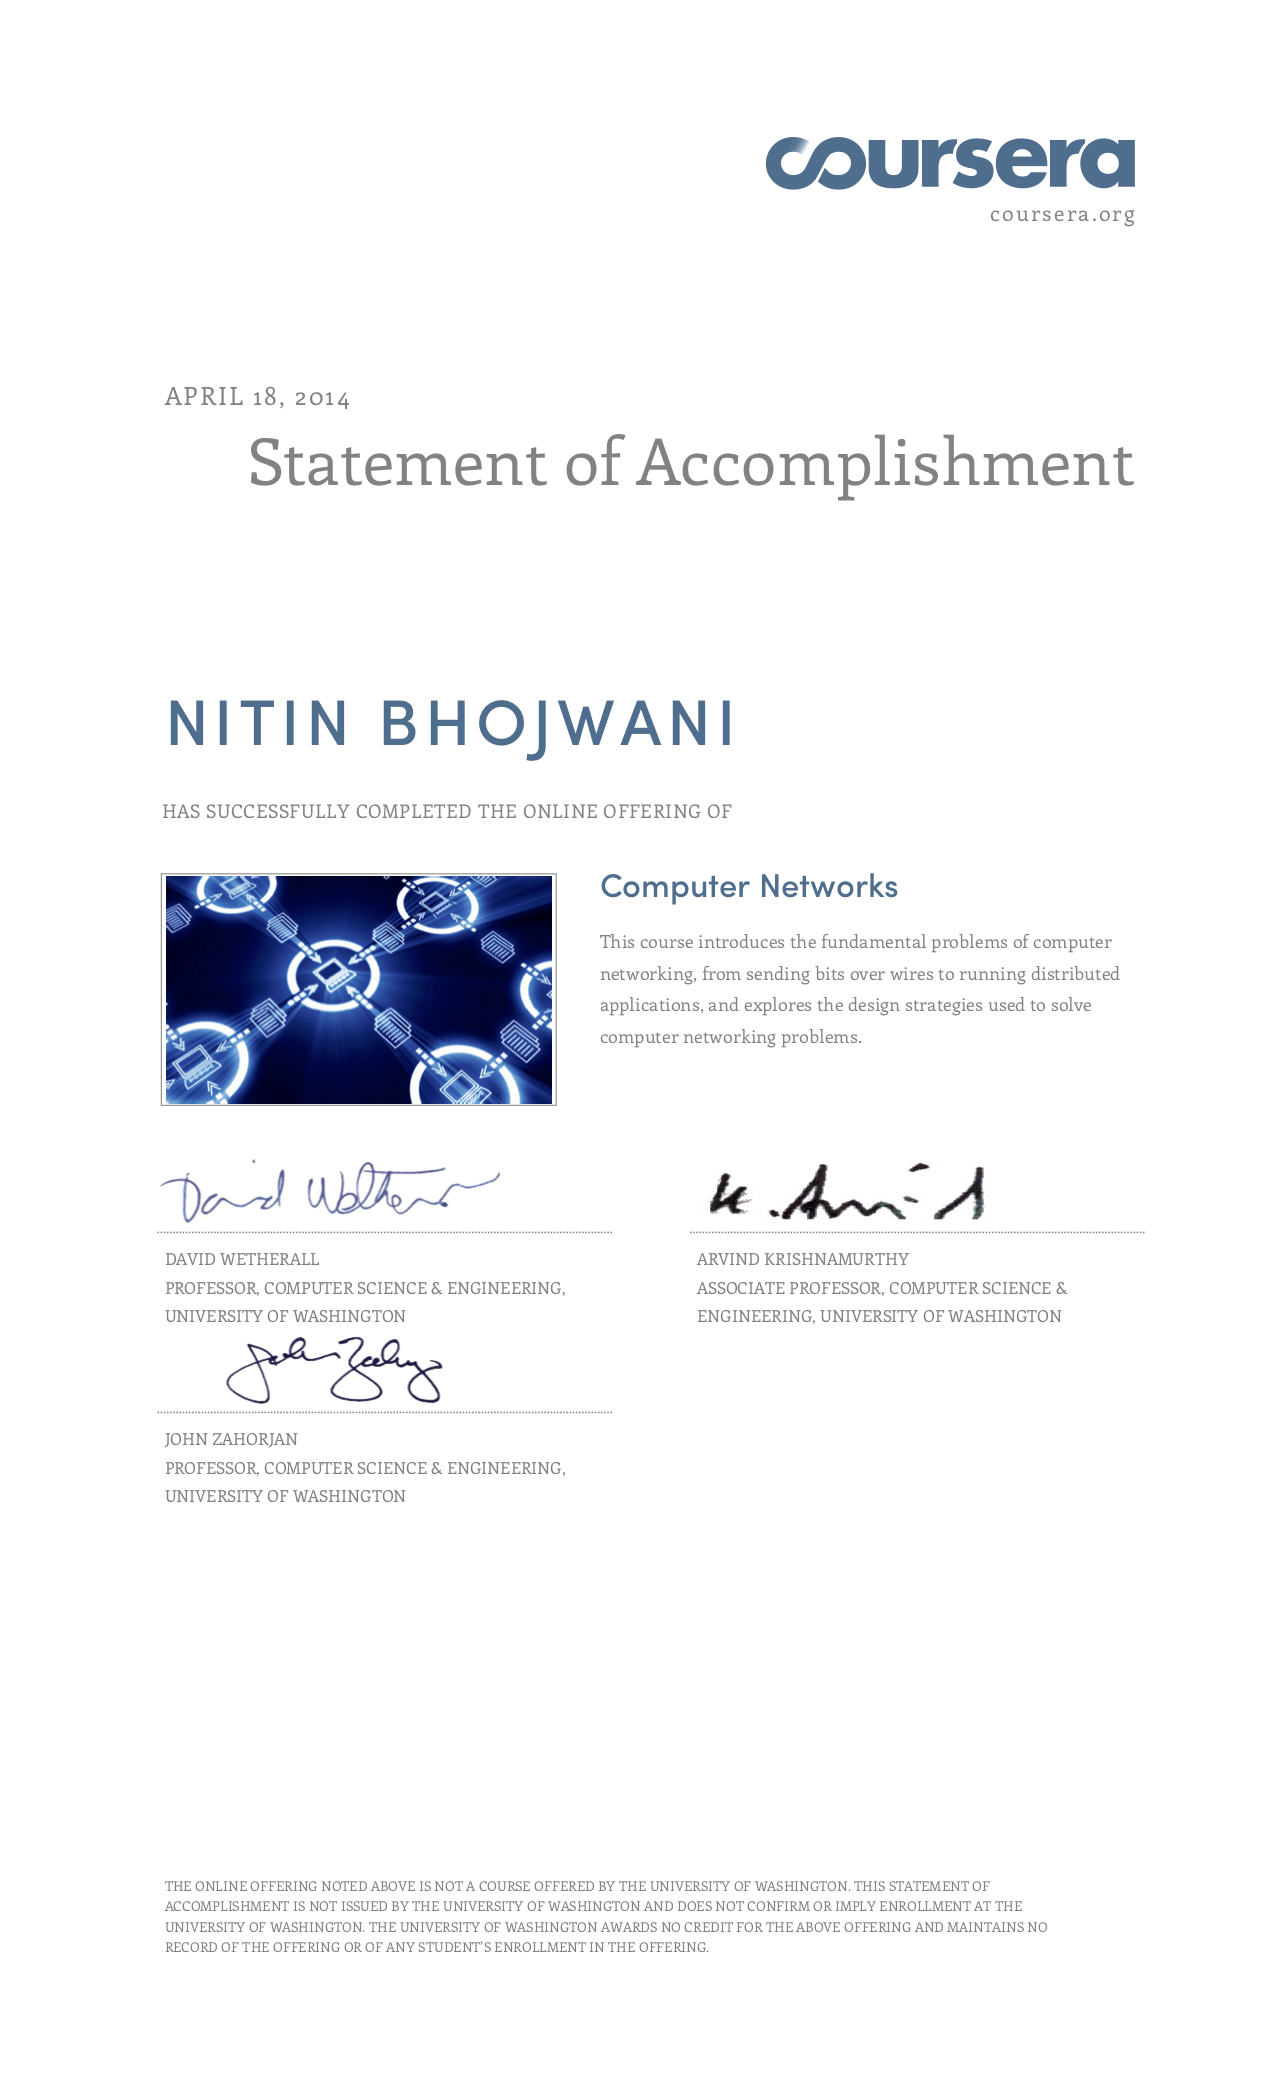 coursera
coursera.org
APRIL 18, 2014
Statement of Accomplishment
NITIN BHOJWANI
HAS SUCCESSFULLY COMPLETED THE ONLINE OFFERING OF
Computer Networks
This course introduces the fundamental problems of computer
networking, from sending bits over wires to running distributed
applications, and explores the design strategies used to solve
computer networking problems.
David Wetherall
DAVID WETHERALL
PROFESSOR, COMPUTER SCIENCE & ENGINEERING,
UNIVERSITY OF WASHINGTON
K. Arvind
ARVIND KRISHNAMURTHY
ASSOCIATE PROFESSOR, COMPUTER SCIENCE &
ENGINEERING, UNIVERSITY OF WASHINGTON
John Zahorjan
JOHN ZAHORJAN
PROFESSOR, COMPUTER SCIENCE & ENGINEERING,
UNIVERSITY OF WASHINGTON
THE ONLINE OFFERING NOTED ABOVE IS NOT A COURSE OFFERED BY THE UNIVERSITY OF WASHINGTON. THIS STATEMENT OF
ACCOMPLISHMENT IS NOT ISSUED BY THE UNIVERSITY OF WASHINGTON AND DOES NOT CONFIRM OR IMPLY ENROLLMENT AT THE
UNIVERSITY OF WASHINGTON. THE UNIVERSITY OF WASHINGTON AWARDS NO CREDIT FOR THE ABOVE OFFERING AND MAINTAINS NO
RECORD OF THE OFFERING OR OF ANY STUDENT'S ENROLLMENT IN THE OFFERING.